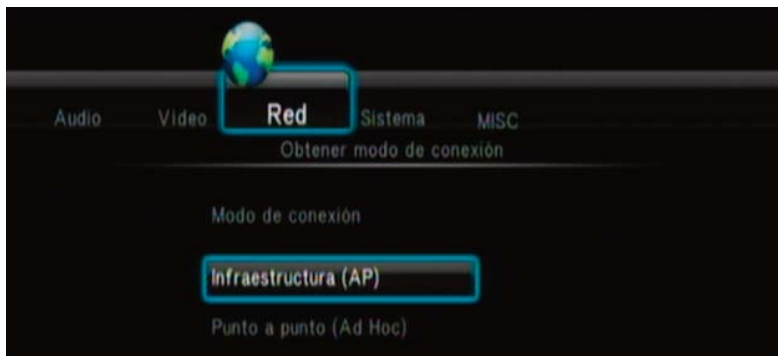 Audio Video Red Sistema MISC
Obtener modo de conexión
Modo de conexión
Infraestructura (AP)
Punto a punto (Ad Hoc)